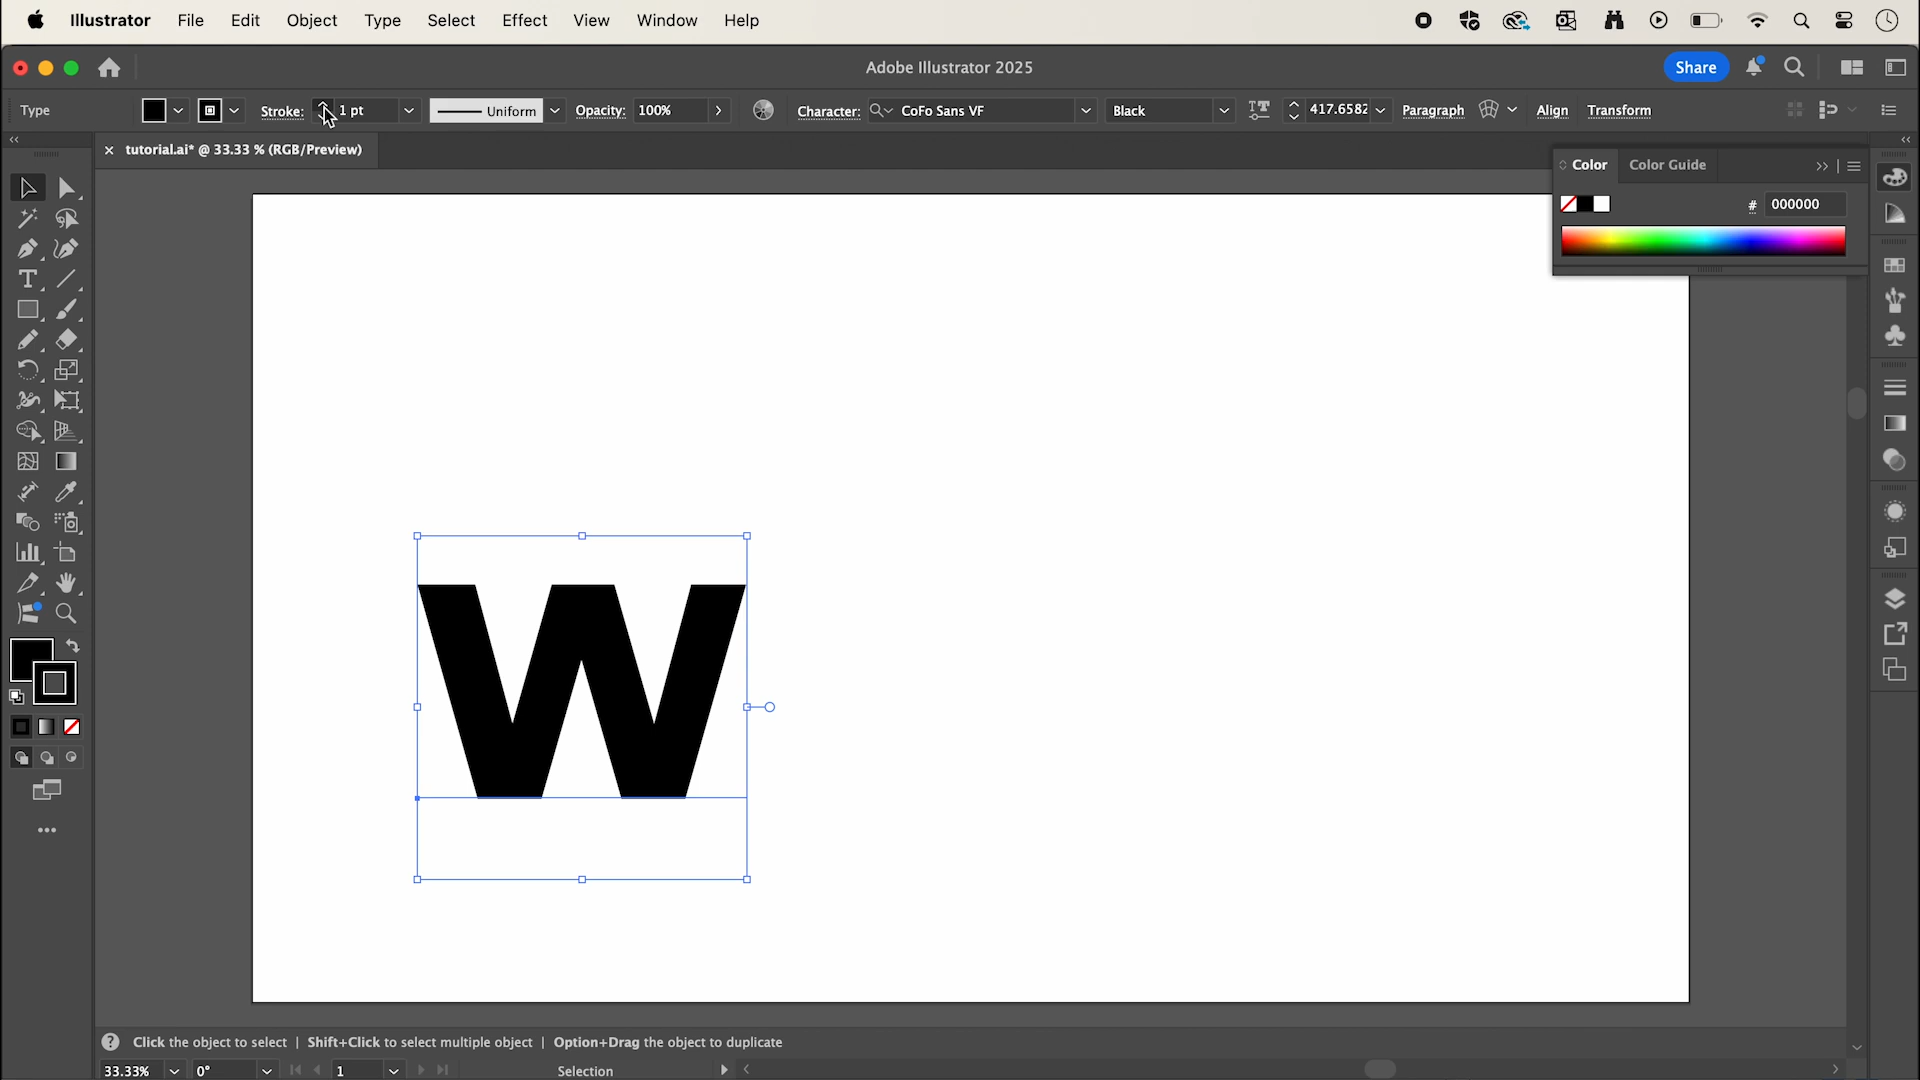 Illustrator File Edit Object Type Select Effect View Window Help
Adobe Illustrator 2025
Share
Type Stroke: 1 pt Uniform Opacity: 100% Character: CoFo Sans VF Black 417.6582 Paragraph Align Transform
× tutorial.ai* @ 33.33 % (RGB/Preview)
Color Color Guide
# 000000
W
? Click the object to select | Shift+Click to select multiple object | Option+Drag the object to duplicate
33.33% 0° 1 Selection